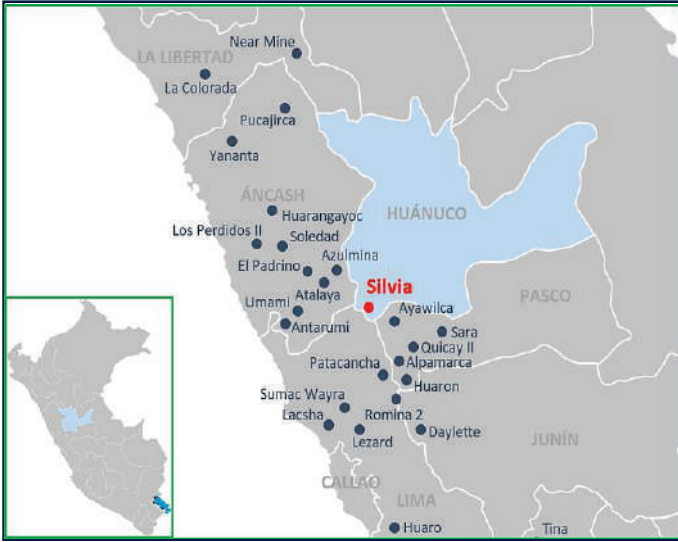 Near Mine
LA LIBERTAD
La Colorada
Pucajirca
Yananta
ÁNCASH
Huarangayoc
HUÁNUCO
Los Perdidos II
Soledad
Azulmina
El Padrino
Silvia
PASCO
Atalaya
Umami
Ayawilca
Antarumi
Sara
Quicay II
Patacancha
Alpamarca
Huaron
Sumac Wayra
Lacsha
Romina 2
Lezard
Daylette
JUNÍN
CALLAO
LIMA
Huaro
Tina